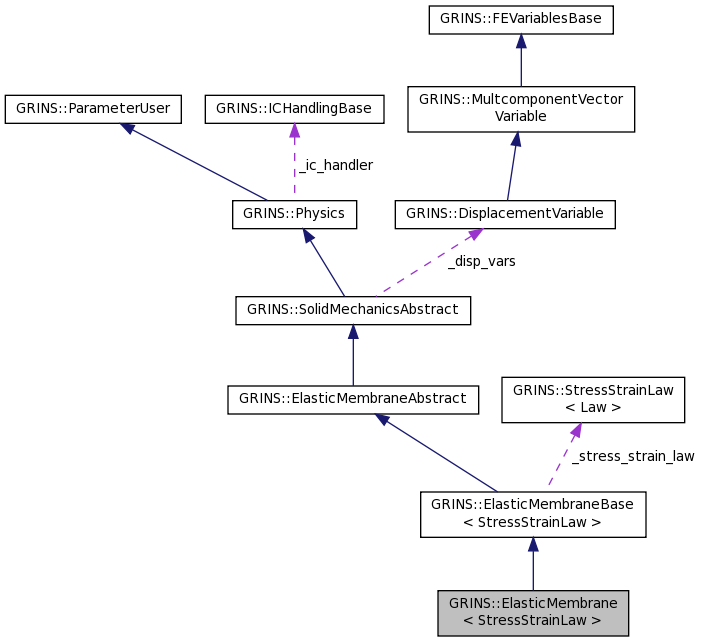 GRINS::FEVariablesBase
GRINS::ParameterUser
GRINS::ICHandlingBase
GRINS::MultcomponentVector
Variable
_ic_handler
GRINS::Physics
GRINS::DisplacementVariable
_disp_vars
GRINS::SolidMechanicsAbstract
GRINS::ElasticMembraneAbstract
GRINS::StressStrainLaw
< Law >
_stress_strain_law
GRINS::ElasticMembraneBase
< StressStrainLaw >
GRINS::ElasticMembrane
< StressStrainLaw >